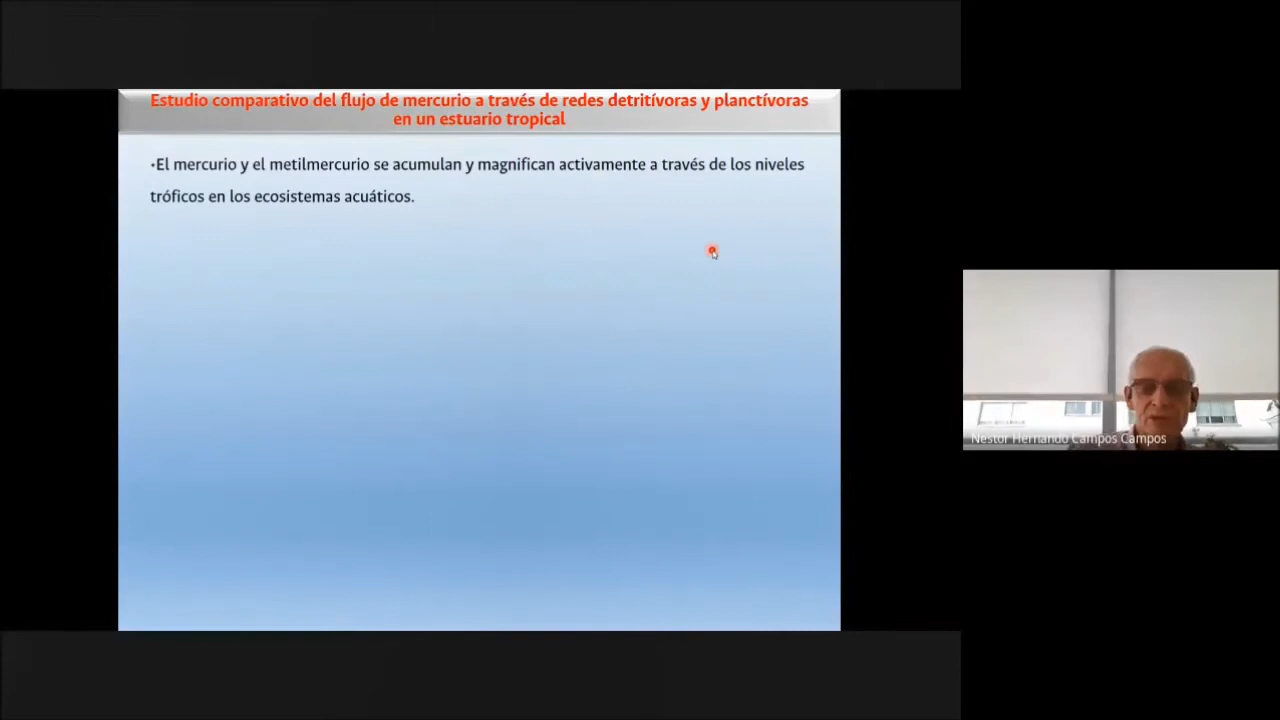 Estudio comparativo del flujo de mercurio a través de redes detritívoras y planctívoras
en un estuario tropical
•El mercurio y el metilmercurio se acumulan y magnifican activamente a través de los niveles
tróficos en los ecosistemas acuáticos.
Néstor Hernando Campos Campos